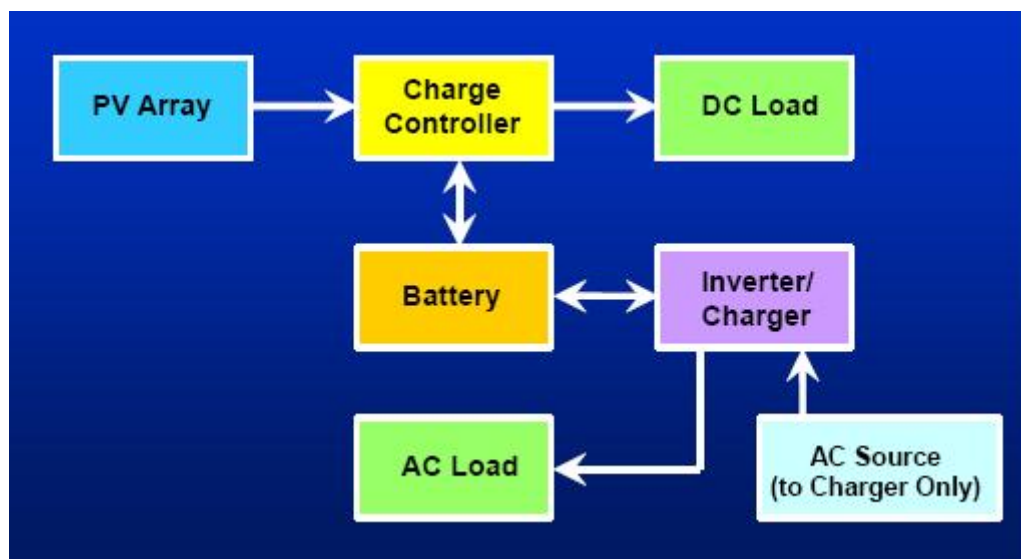 PV Array
Charge
Controller
DC Load
Battery
Inverter/
Charger
AC Load
AC Source
(to Charger Only)